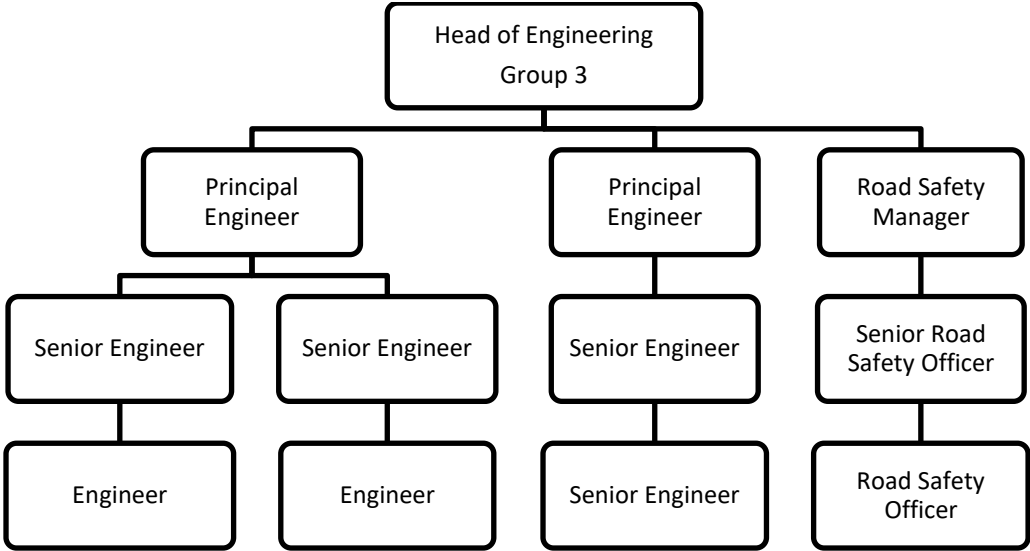 Head of Engineering
Group 3
Principal
Engineer
Principal
Engineer
Road Safety
Manager
Senior Engineer
Senior Engineer
Senior Engineer
Senior Road
Safety Officer
Engineer
Engineer
Senior Engineer
Road Safety
Officer